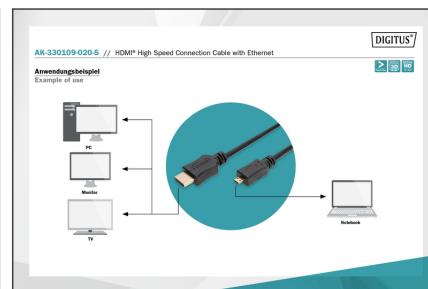 DIGITUS®
AK-330109-020-S // HDMI® High Speed Connection Cable with Ethernet
Anwendungsbeispiel
Example of use
PC
Monitor
TV
Notebook